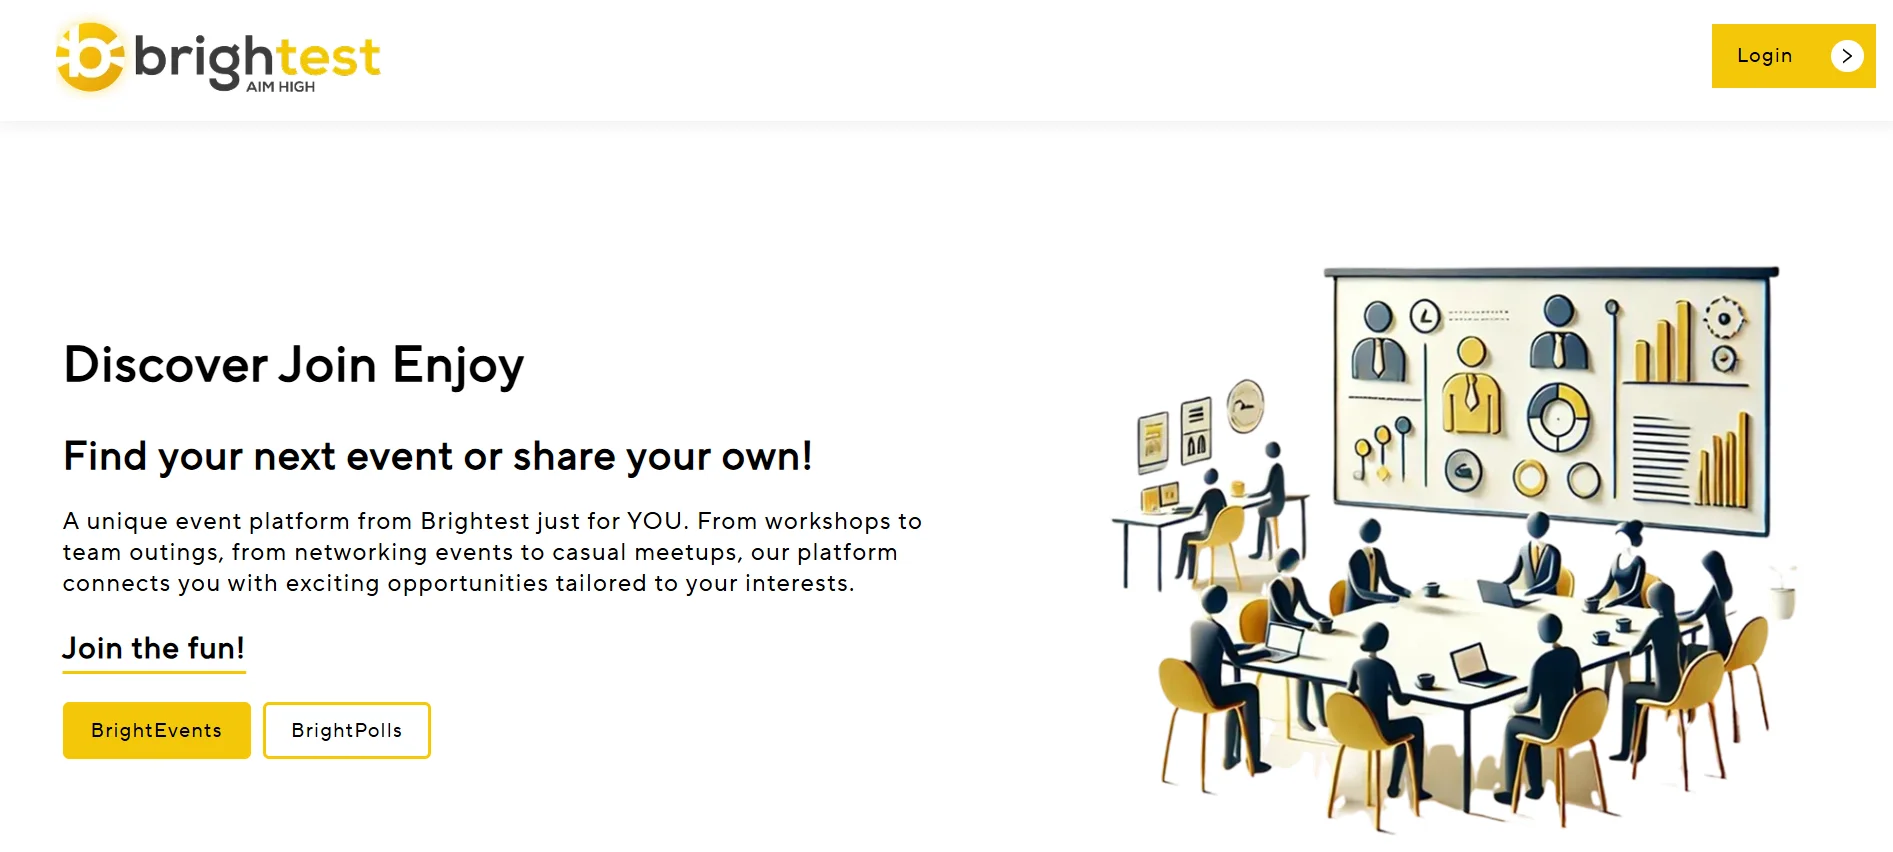 brightest
AIM HIGH
Login
Discover Join Enjoy
Find your next event or share your own!
A unique event platform from Brightest just for YOU. From workshops to
team outings, from networking events to casual meetups, our platform
connects you with exciting opportunities tailored to your interests.
Join the fun!
BrightEvents
BrightPolls